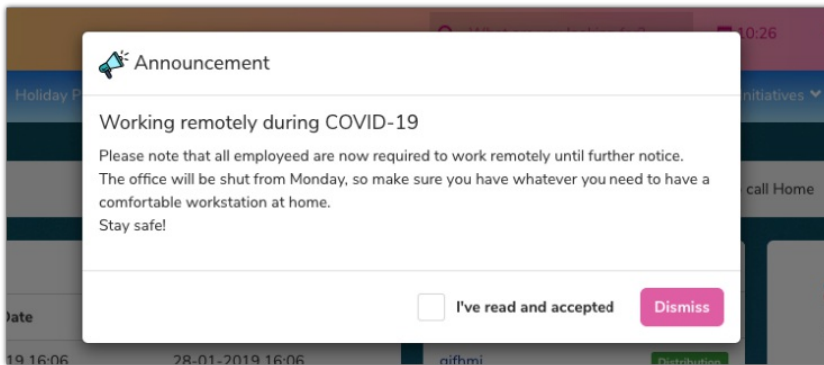 10:26
Holiday P
nitiatives
Announcement
Working remotely during COVID-19
Please note that all employeed are now required to work remotely until further notice.
The office will be shut from Monday, so make sure you have whatever you need to have a
comfortable workstation at home.
Stay safe!
call Home
I've read and accepted
Dismiss
Date
19 16:06
28-01-2019 16:06
gifhmi
Distribution